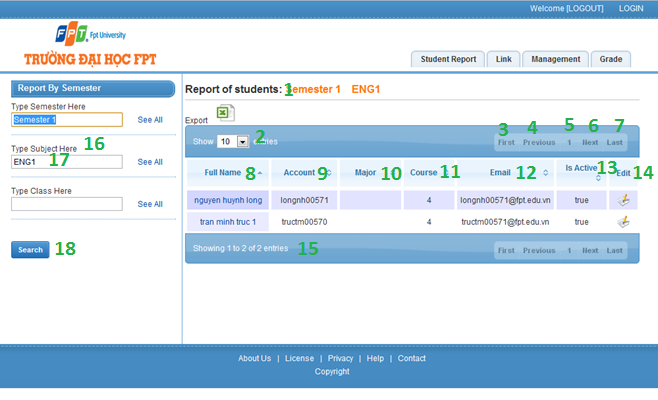 Welcome [LOGOUT] LOGIN
FPT Fpt University
TRƯỜNG ĐẠI HỌC FPT
Student Report Link Management Grade
Report By Semester
Type Semester Here
Semester 1 See All
16
Type Subject Here
ENG1 17 See All
Type Class Here
See All
Search 18
Report of students: 1 Semester 1 ENG1
Export
Show 10 2 entries
3 4 5 6 7
First Previous 1 Next Last
Full Name 8 Account 9 Major 10 Course 11 Email 12 Is Active 13 Edit 14
nguyen huynh long longnh00571 4 longnh00571@fpt.edu.vn true
tran minh truc 1 tructm00570 4 tructm00571@fpt.edu.vn true
Showing 1 to 2 of 2 entries 15 First Previous 1 Next Last
About Us | License | Privacy | Help | Contact
Copyright